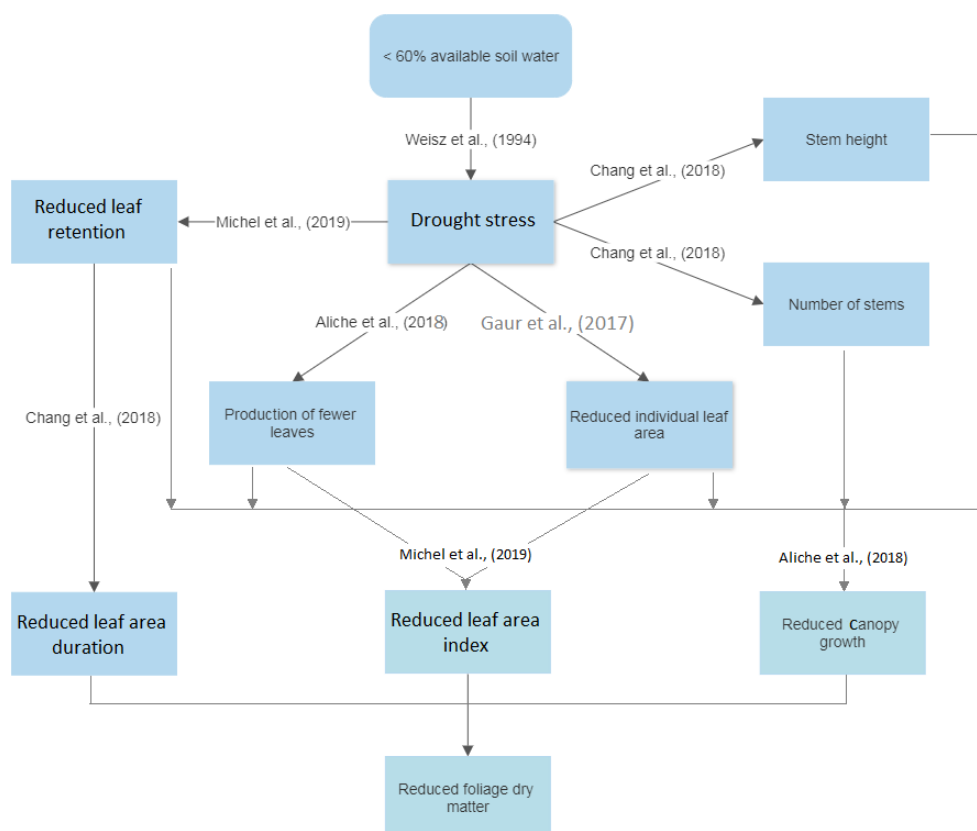 < 60% available soil water
Weisz et al., (1994)
Stem height
Chang et al., (2018)
Reduced leaf
retention
Michel et al., (2019)
Drought stress
Chang et al., (2018)
Number of stems
Aliche et al., (2018)
Gaur et al., (2017)
Production of fewer
leaves
Reduced individual leaf
area
Chang et al., (2018)
Michel et al., (2019)
Aliche et al., (2018)
Reduced leaf area
duration
Reduced leaf area
index
Reduced canopy
growth
Reduced foliage dry
matter